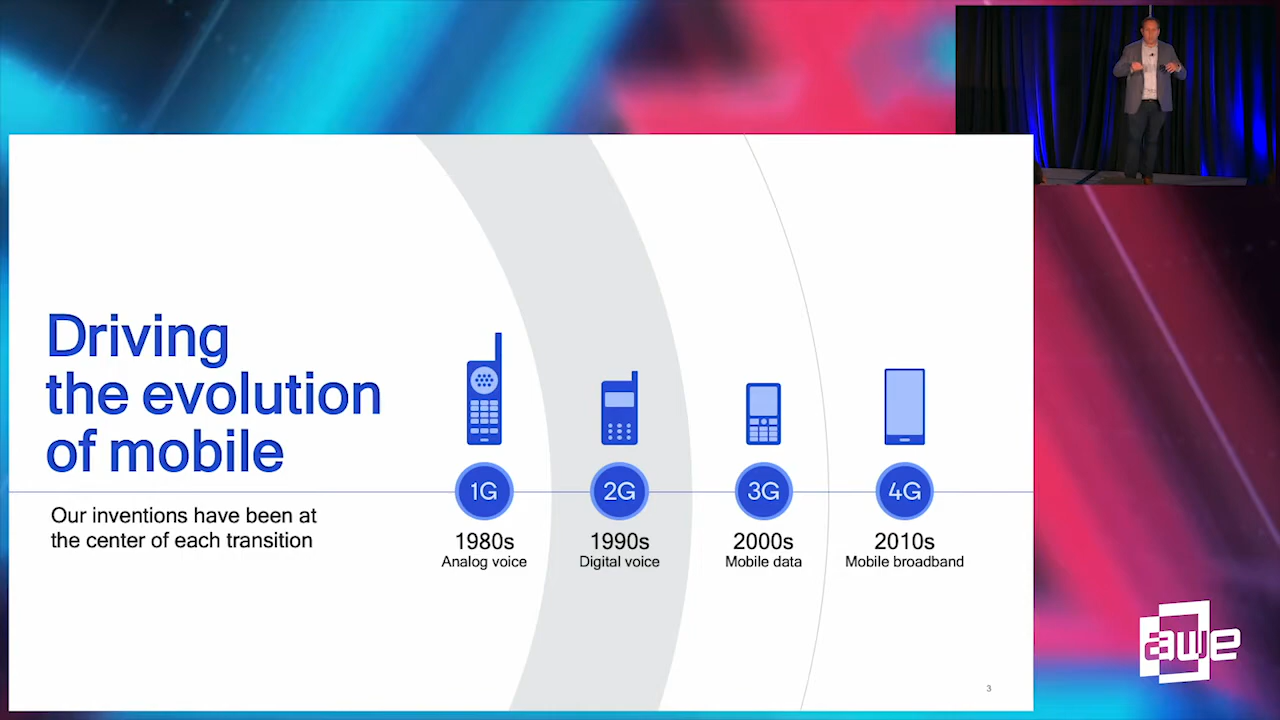 Driving
the evolution
of mobile
Our inventions have been at
the center of each transition
1G
2G
3G
4G
1980s
1990s
2000s
2010s
Analog voice
Digital voice
Mobile data
Mobile broadband
3
awe